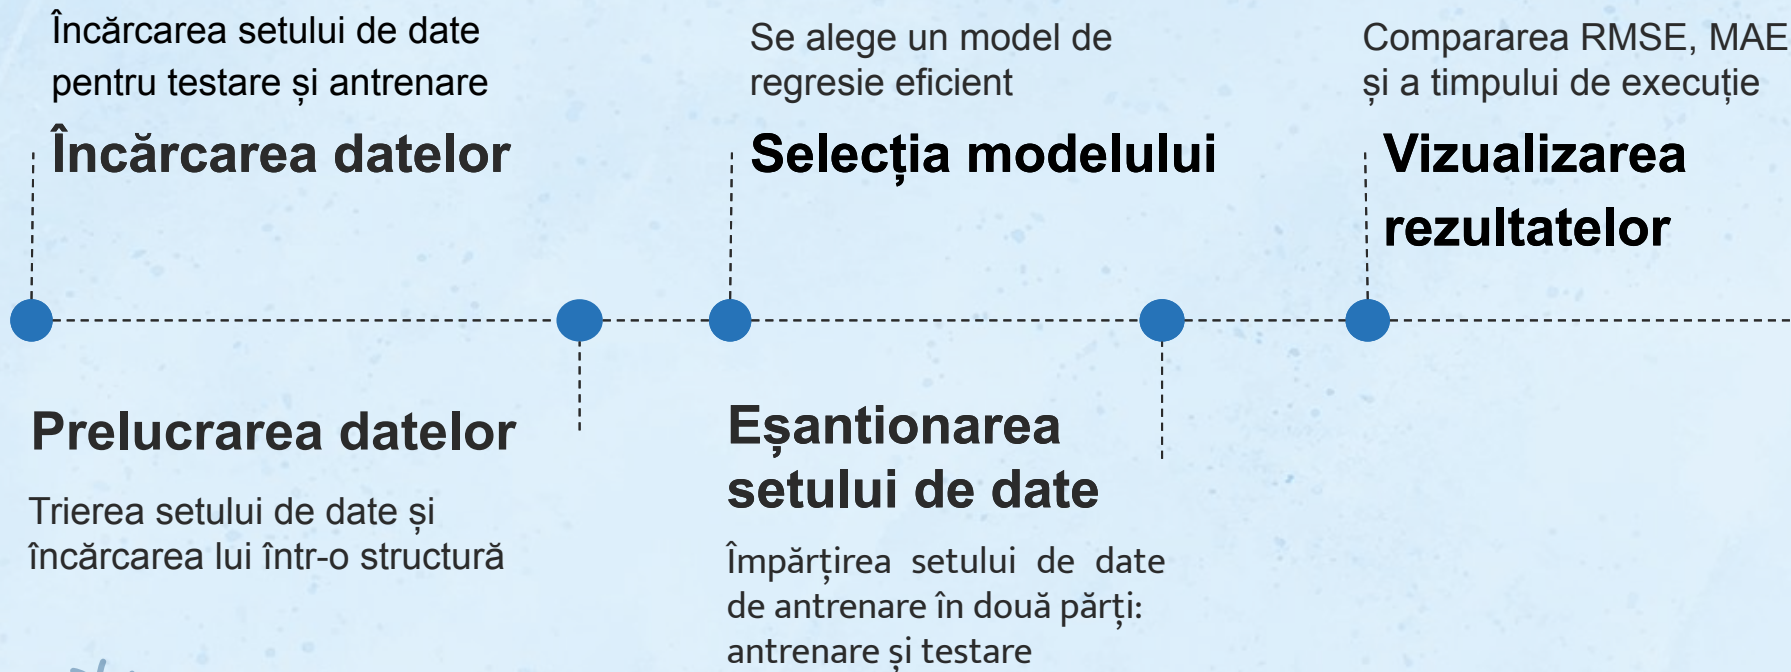 Încărcarea setului de date
pentru testare și antrenare
Încărcarea datelor
Se alege un model de
regresie eficient
Selecția modelului
Compararea RMSE, MAE
și a timpului de execuție
Vizualizarea
rezultatelor
Prelucrarea datelor
Trierea setului de date și
încărcarea lui într-o structură
Eșantionarea
setului de date
Împărțirea setului de date
de antrenare în două părți:
antrenare și testare